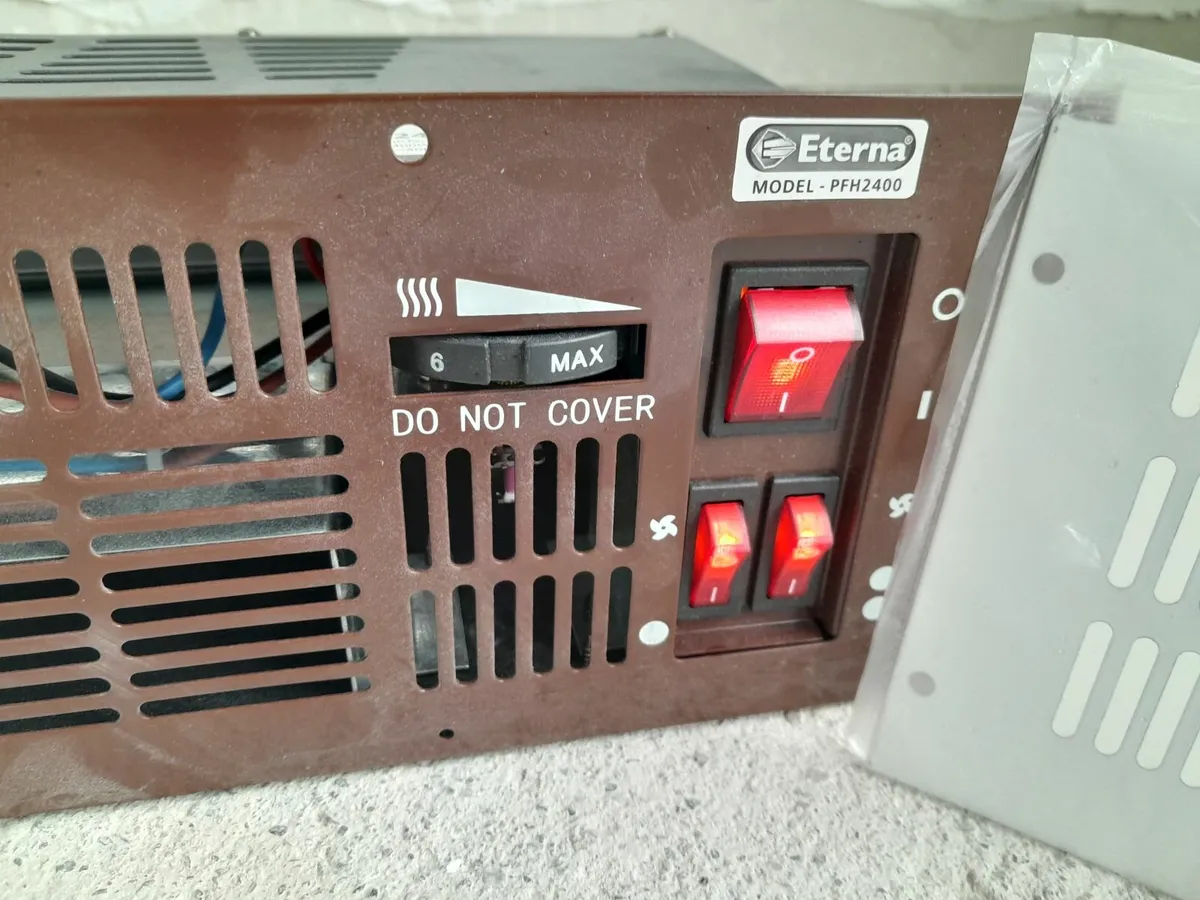 Eterna®
MODEL - PFH2400
6 MAX
DO NOT COVER